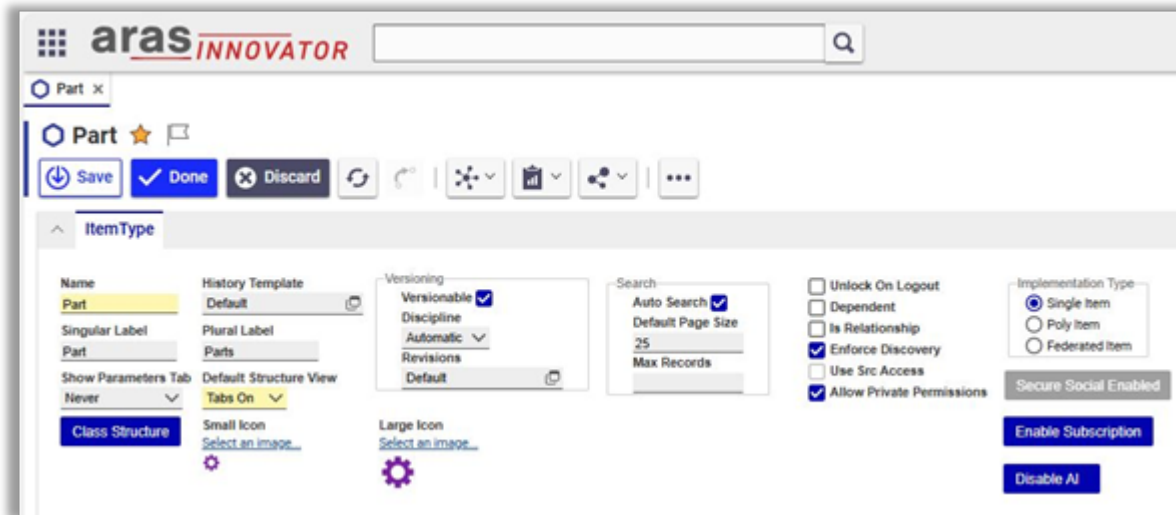 aras INNOVATOR
Part ×
Part
Save Done Discard
ItemType
Name
Part
History Template
Default
Versioning
Versionable
Discipline
Automatic
Revisions
Default
Search
Auto Search
Default Page Size
25
Max Records
Unlock On Logout
Dependent
Is Relationship
Enforce Discovery
Use Src Access
Allow Private Permissions
Implementation Type
Single Item
Poly Item
Federated Item
Singular Label
Part
Plural Label
Parts
Show Parameters Tab
Never
Default Structure View
Tabs On
Class Structure
Small Icon
Select an image...
Large Icon
Select an image...
Secure Social Enabled
Enable Subscription
Disable AI